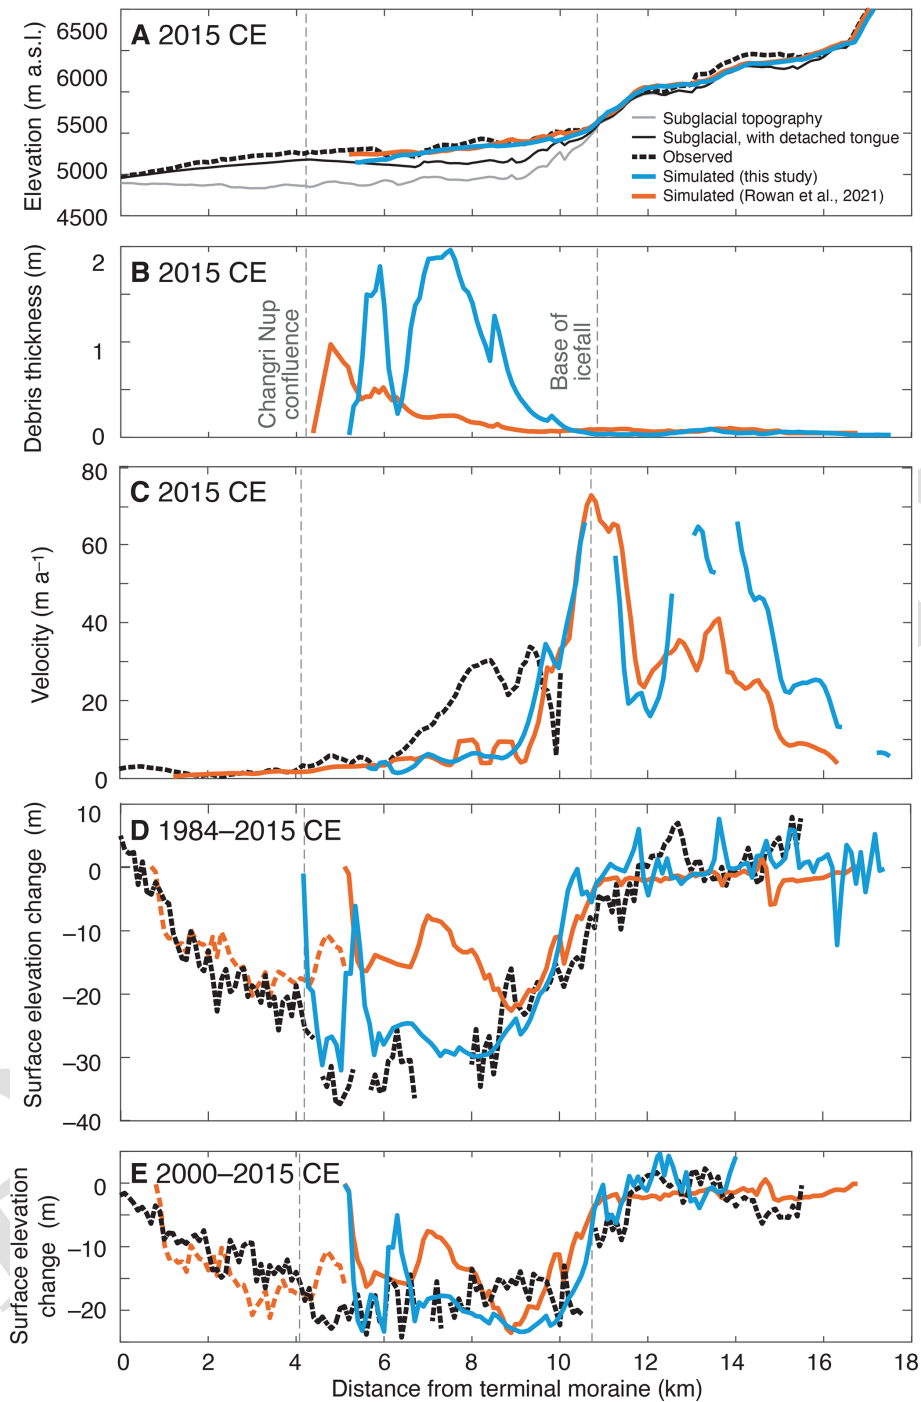 A 2015 CE
Elevation (m a.s.l.)
6500
6000
5500
5000
4500
Subglacial topography
Subglacial, with detached tongue
Observed
Simulated (this study)
Simulated (Rowan et al., 2021)
B 2015 CE
Debris thickness (m)
2
1
0
Changri Nup
confluence
Base of
icefall
C 2015 CE
Velocity (m a⁻¹)
80
60
40
20
0
D 1984–2015 CE
Surface elevation change (m)
10
0
−10
−20
−30
−40
E 2000–2015 CE
Surface elevation
change (m)
0
−10
−20
0 2 4 6 8 10 12 14 16 18
Distance from terminal moraine (km)